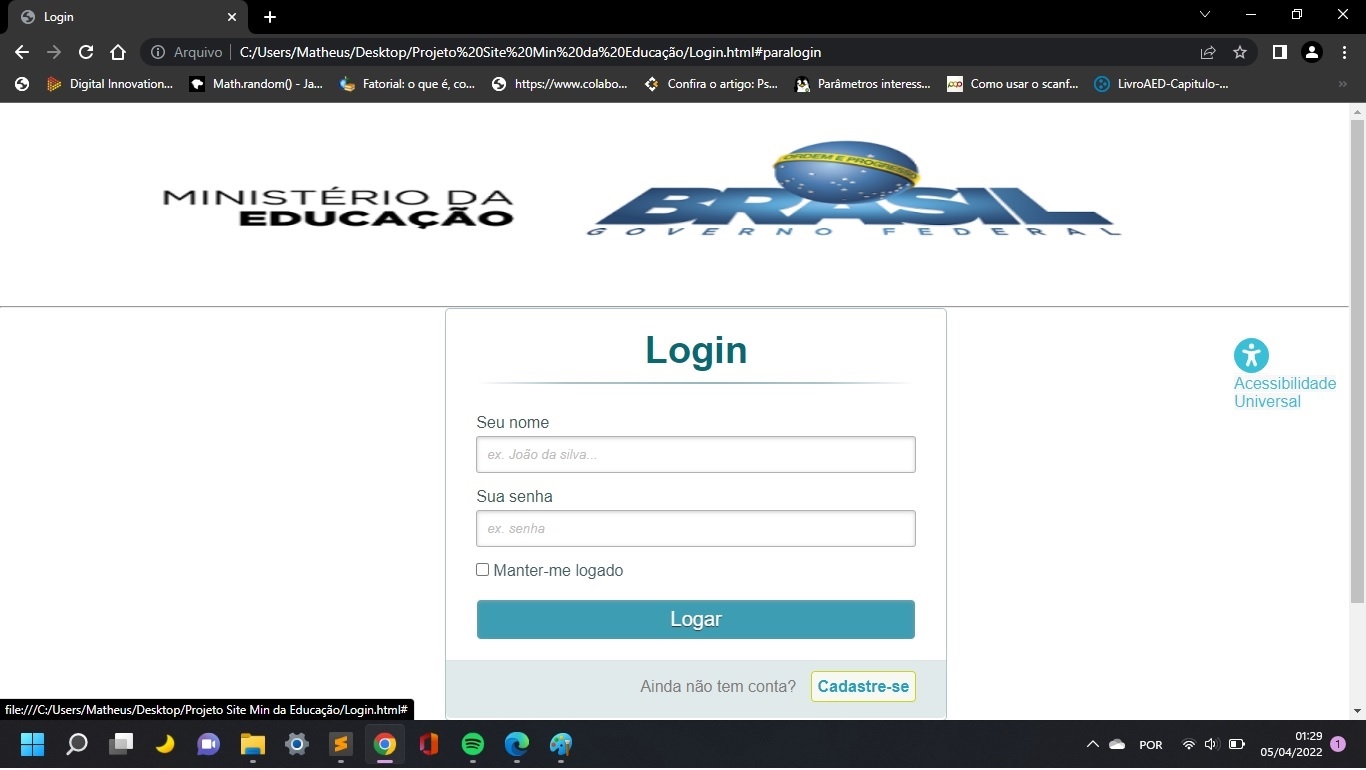 Login
Arquivo
C:/Users/Matheus/Desktop/Projeto%20Site%20Min%20da%20Educação/Login.html#paralogin
Digital Innovation...
Math.random() - Ja...
Fatorial: o que é, co...
https://www.colabo...
Confira o artigo: Ps...
Parâmetros interess...
Como usar o scanf...
LivroAED-Capitulo-...
MINISTÉRIO DA
EDUCAÇÃO
ORDEM E PROGRESSO
BRASIL
GOVERNO FEDERAL
Login
Acessibilidade
Universal
Seu nome
ex. João da silva...
Sua senha
ex. senha
Manter-me logado
Logar
Ainda não tem conta? Cadastre-se
file:///C:/Users/Matheus/Desktop/Projeto Site Min da Educação/Login.html#
POR
01:29
05/04/2022
1